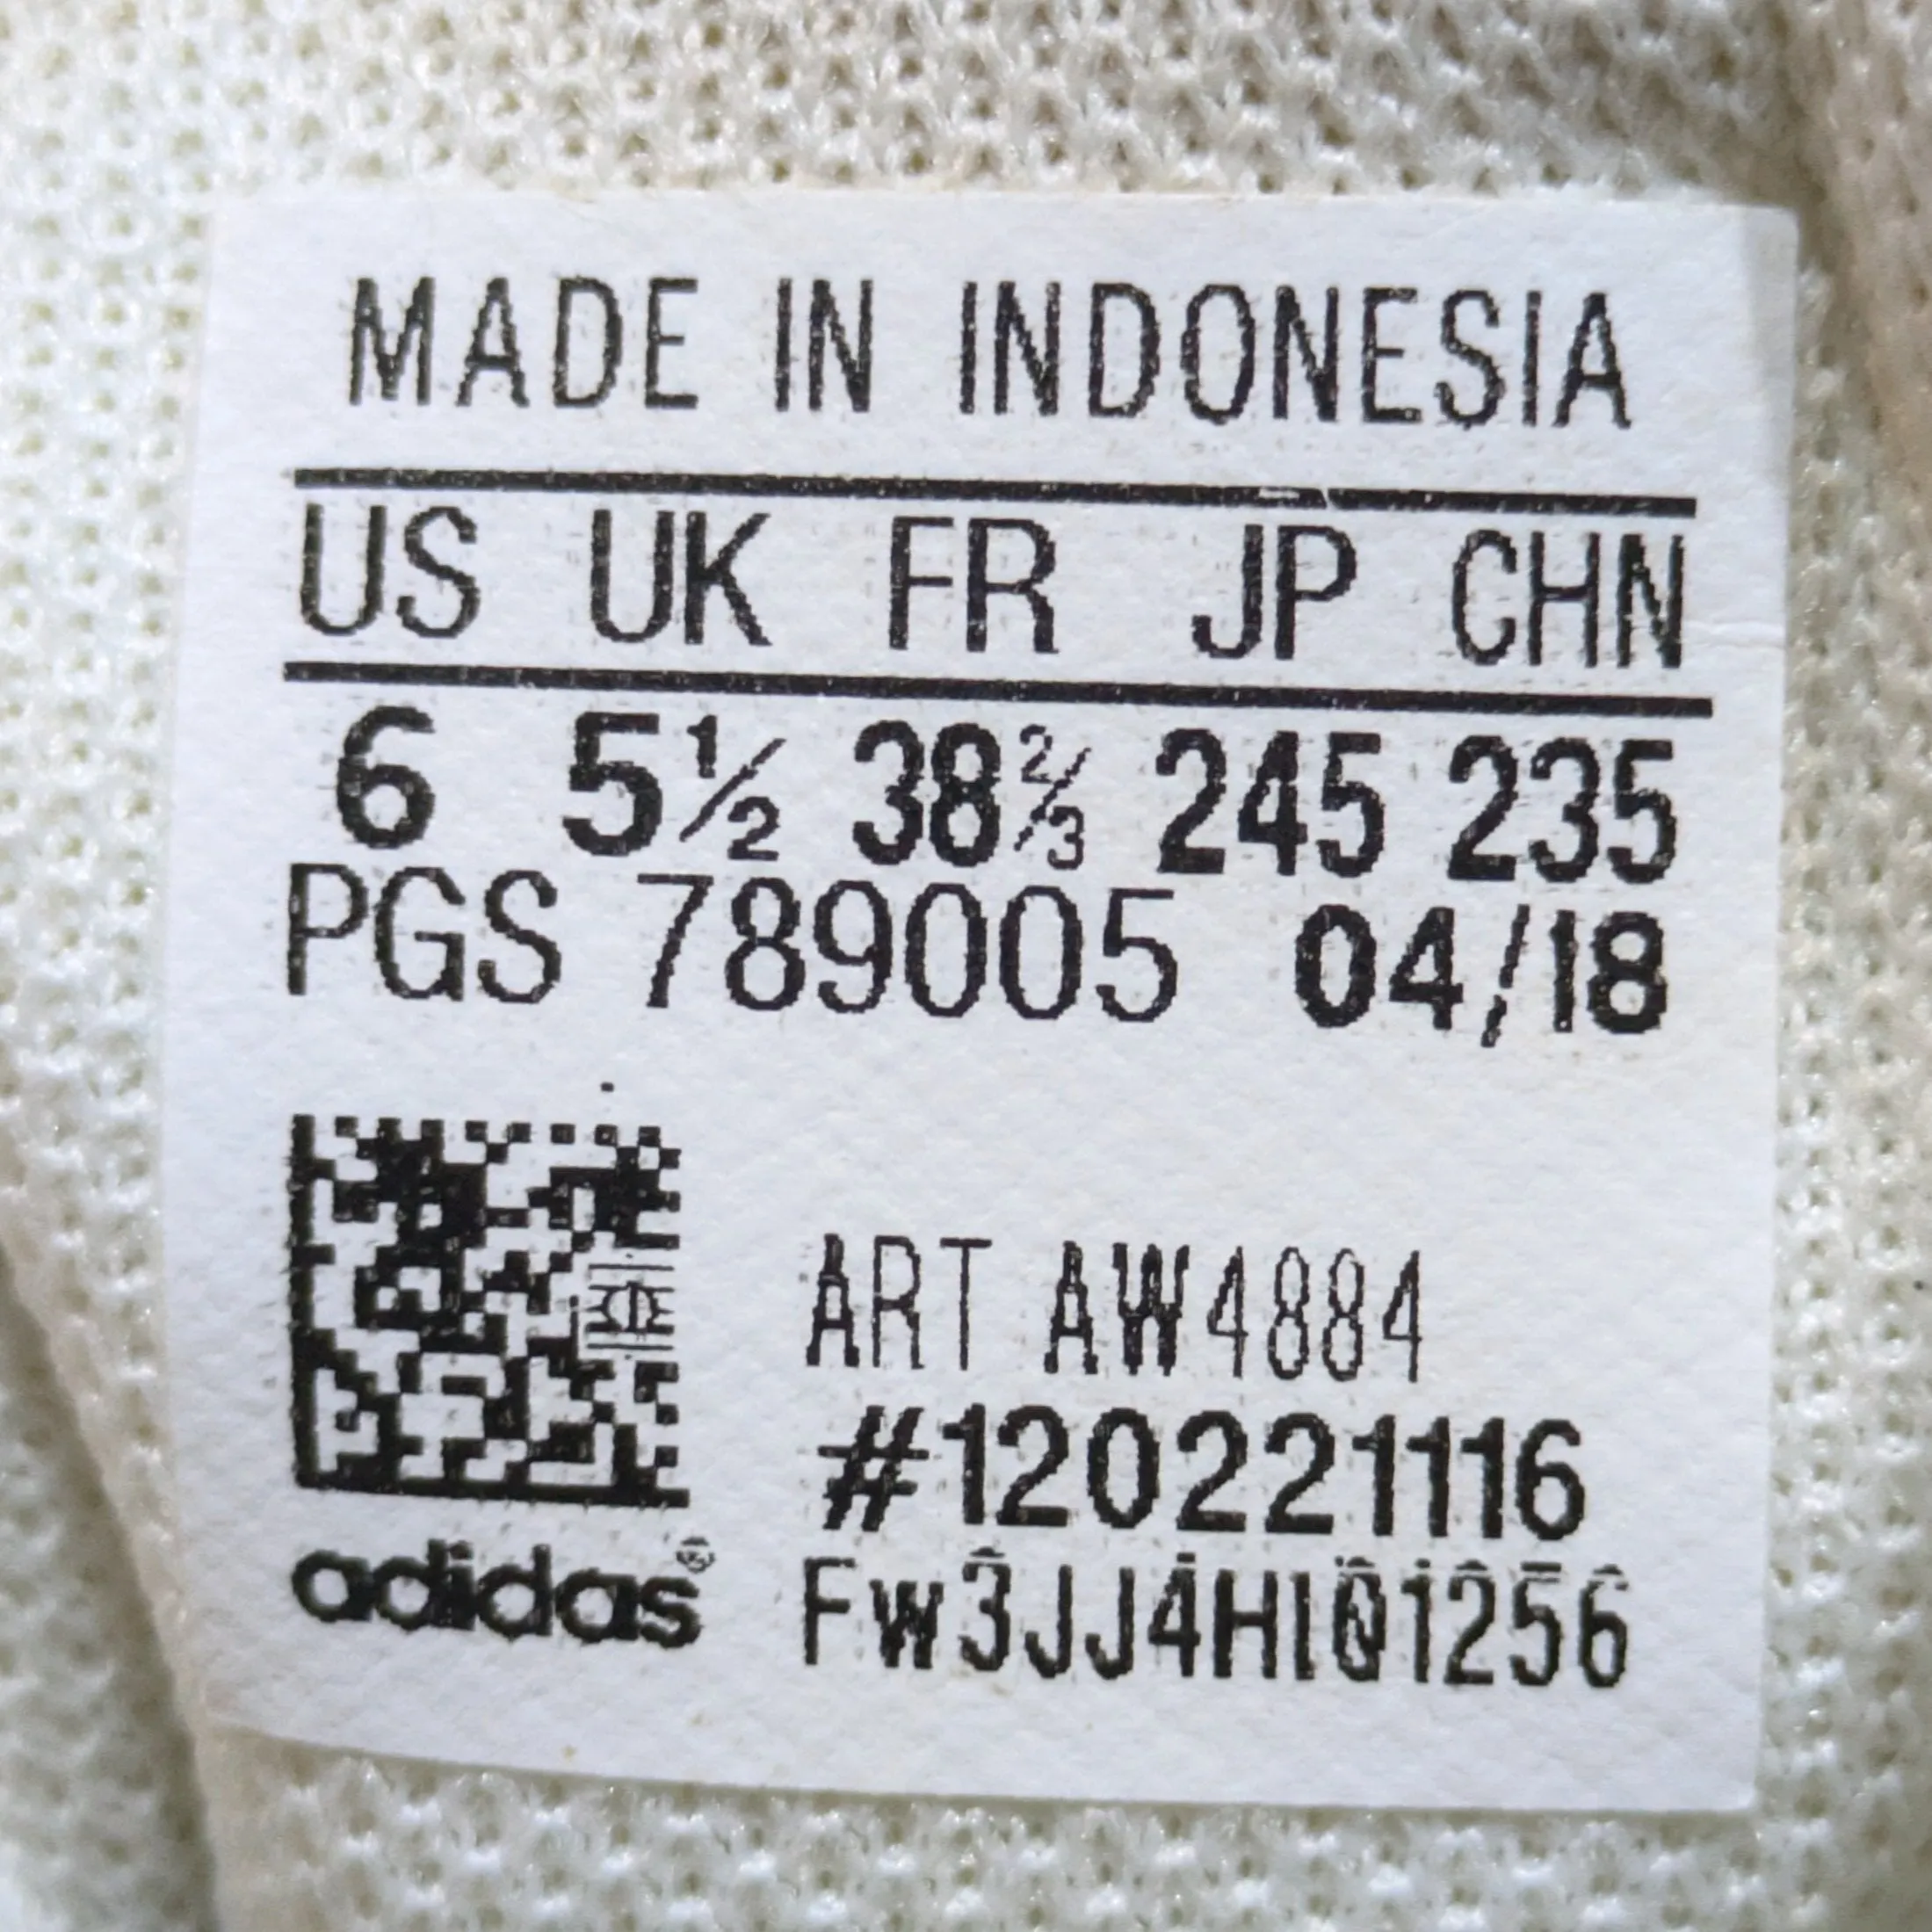 MADE IN INDONESIA
US UK FR JP CHN
6 5½ 38⅔ 245 235
PGS 789005 04/18
ART AW4884
#120221116
adidas®
FW3JJ4HI01256